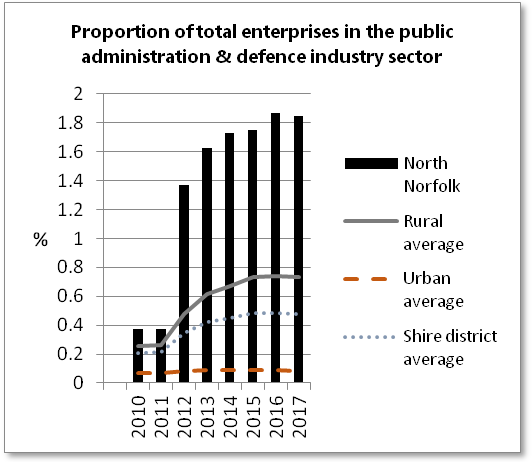 Proportion of total enterprises in the public
administration & defence industry sector
2
1.8
1.6
1.4
1.2
1
0.8
0.6
0.4
0.2
0
%
2010
2011
2012
2013
2014
2015
2016
2017
North
Norfolk
Rural
average
Urban
average
Shire district
average